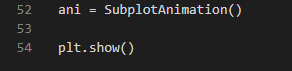 52 ani = SubplotAnimation()
53
54 plt.show()